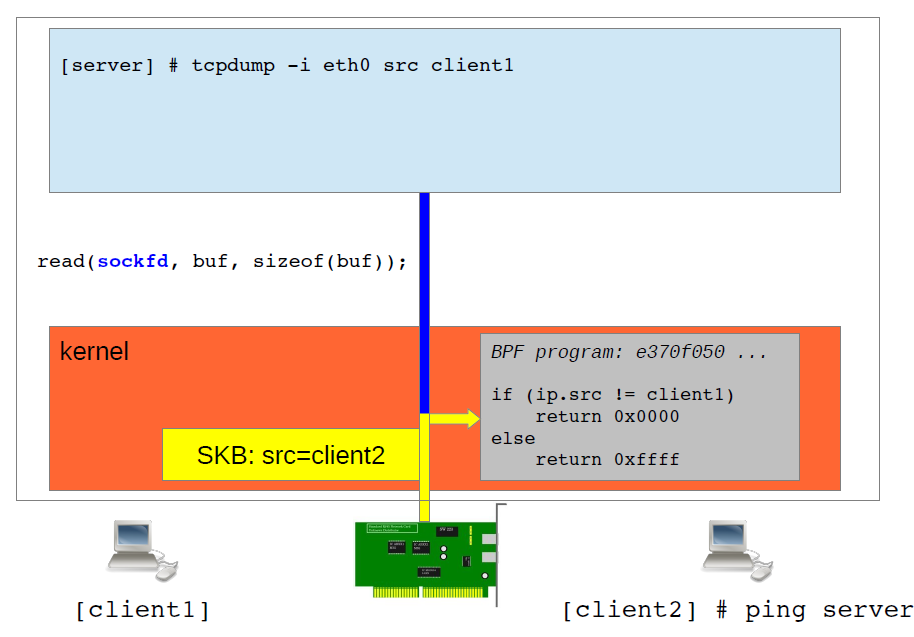 [server] # tcpdump -i eth0 src client1
read(sockfd, buf, sizeof(buf));
kernel
BPF program: e370f050 ...
if (ip.src != client1)
return 0x0000
else
return 0xffff
SKB: src=client2
[client1]
[client2] # ping server